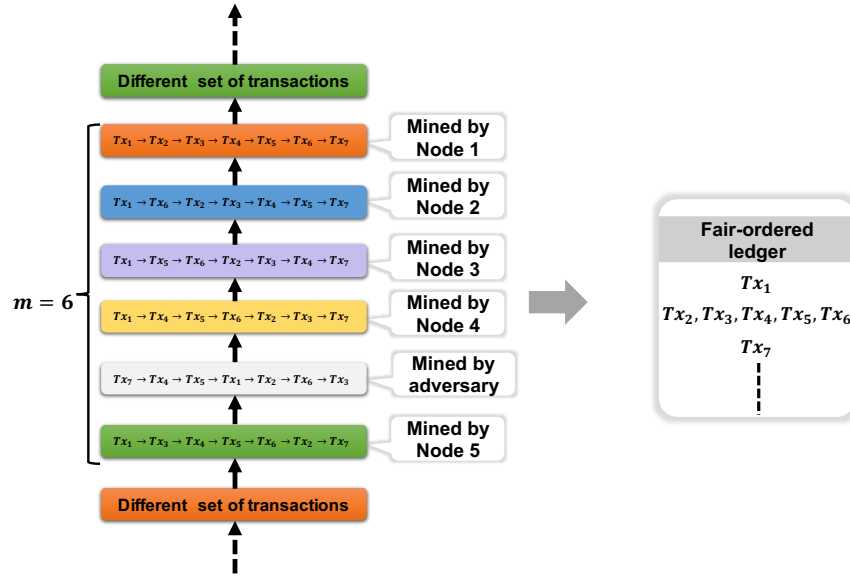 Different set of transactions
Tx₁ → Tx₂ → Tx₃ → Tx₄ → Tx₅ → Tx₆ → Tx₇
Mined by
Node 1
Tx₁ → Tx₆ → Tx₂ → Tx₃ → Tx₄ → Tx₅ → Tx₇
Mined by
Node 2
Tx₁ → Tx₅ → Tx₆ → Tx₂ → Tx₃ → Tx₄ → Tx₇
Mined by
Node 3
m = 6
Tx₁ → Tx₄ → Tx₅ → Tx₆ → Tx₂ → Tx₃ → Tx₇
Mined by
Node 4
Tx₇ → Tx₄ → Tx₅ → Tx₁ → Tx₂ → Tx₆ → Tx₃
Mined by
adversary
Tx₁ → Tx₃ → Tx₄ → Tx₅ → Tx₆ → Tx₂ → Tx₇
Mined by
Node 5
Different set of transactions
Fair-ordered
ledger
Tx₁
Tx₂, Tx₃, Tx₄, Tx₅, Tx₆
Tx₇